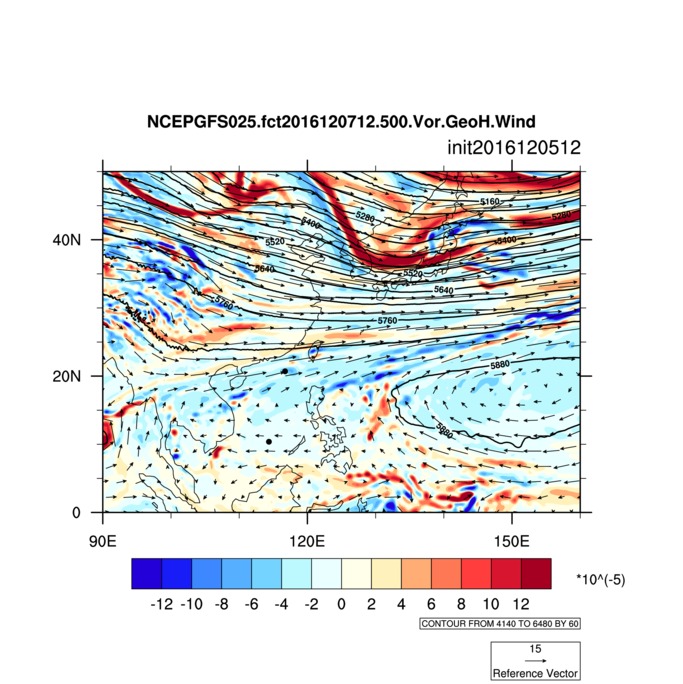 NCEPGFS025.fct2016120712.500.Vor.GeoH.Wind
init2016120512
5160
5280
5280
5400
5400
5520
5520
5640
5640
5760
5760
5880
5880
40N
20N
0
90E 120E 150E
-12 -10 -8 -6 -4 -2 0 2 4 6 8 10 12
*10^(-5)
CONTOUR FROM 4140 TO 6480 BY 60
15
Reference Vector